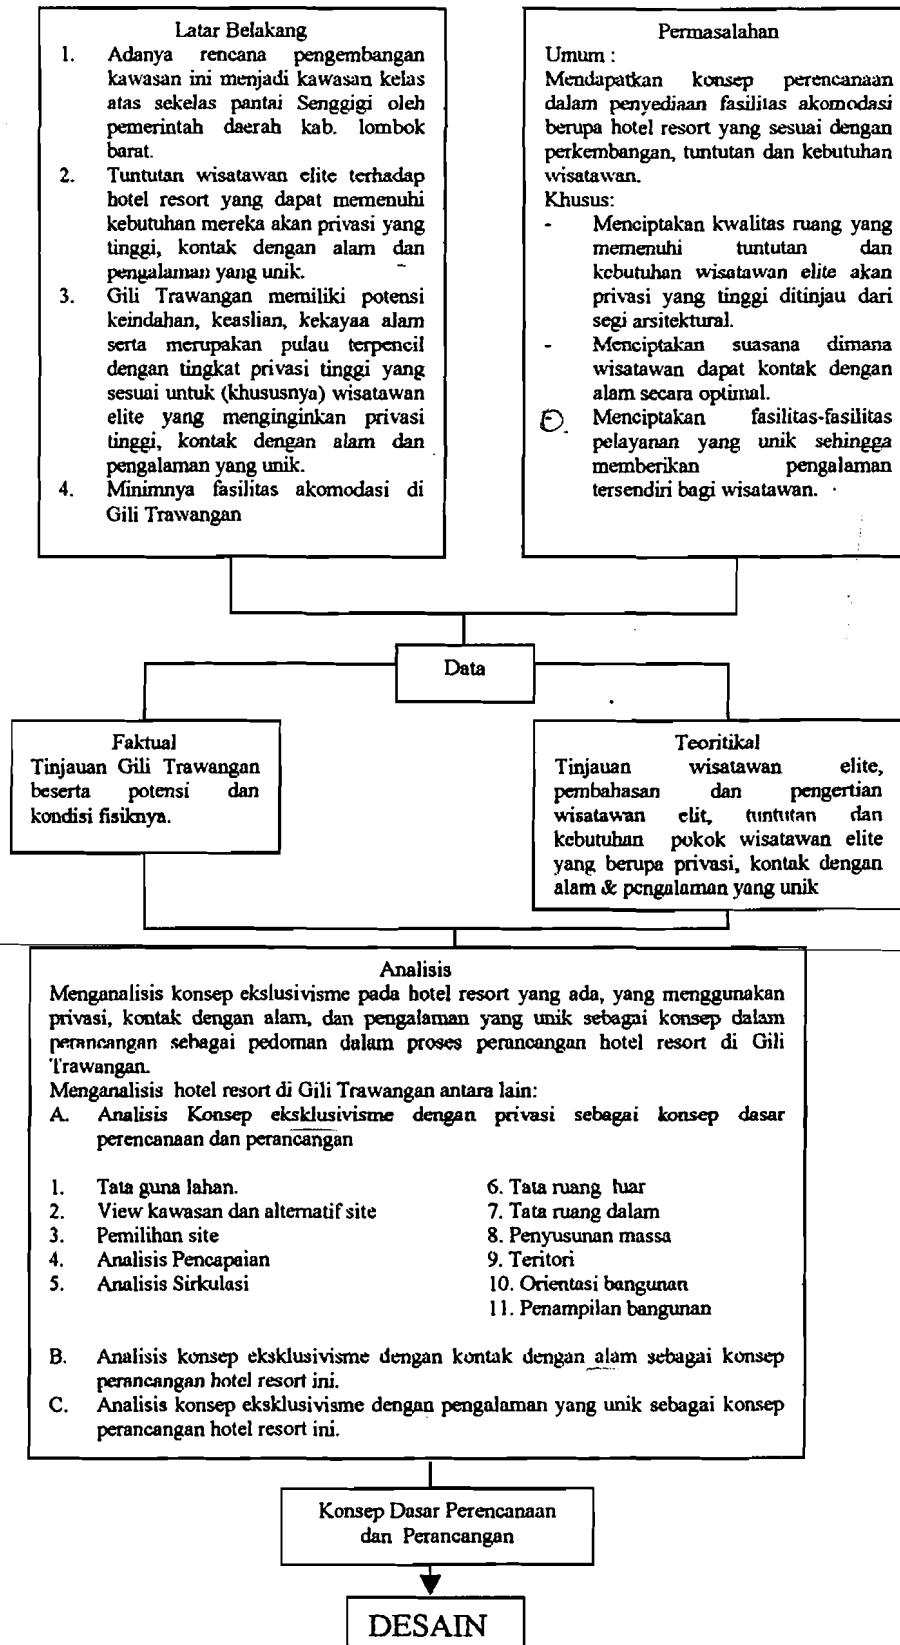 Latar Belakang
1. Adanya rencana pengembangan
kawasan ini menjadi kawasan kelas
atas sekelas pantai Senggigi oleh
pemerintah daerah kab. lombok
barat.
2. Tuntutan wisatawan elite terhadap
hotel resort yang dapat memenuhi
kebutuhan mereka akan privasi yang
tinggi, kontak dengan alam dan
pengalaman yang unik.
3. Gili Trawangan memiliki potensi
keindahan, keaslian, kekayaa alam
serta merupakan pulau terpencil
dengan tingkat privasi tinggi yang
sesuai untuk (khususnya) wisatawan
elite yang menginginkan privasi
tinggi, kontak dengan alam dan
pengalaman yang unik.
4. Minimnya fasilitas akomodasi di
Gili Trawangan
Permasalahan
Umum :
Mendapatkan konsep perencanaan
dalam penyediaan fasilitas akomodasi
berupa hotel resort yang sesuai dengan
perkembangan, tuntutan dan kebutuhan
wisatawan.
Khusus:
- Menciptakan kwalitas ruang yang
memenuhi tuntutan dan
kebutuhan wisatawan elite akan
privasi yang tinggi ditinjau dari
segi arsitektural.
- Menciptakan suasana dimana
wisatawan dapat kontak dengan
alam secara optimal.
- Menciptakan fasilitas-fasilitas
pelayanan yang unik sehingga
memberikan pengalaman
tersendiri bagi wisatawan.
Data
Faktual
Tinjauan Gili Trawangan
beserta potensi dan
kondisi fisiknya.
Teoritikal
Tinjauan wisatawan elite,
pembahasan dan pengertian
wisatawan elit, tuntutan dan
kebutuhan pokok wisatawan elite
yang berupa privasi, kontak dengan
alam & pengalaman yang unik
Analisis
Menganalisis konsep ekslusivisme pada hotel resort yang ada, yang menggunakan
privasi, kontak dengan alam, dan pengalaman yang unik sebagai konsep dalam
perancangan sebagai pedoman dalam proses perancangan hotel resort di Gili
Trawangan.
Menganalisis hotel resort di Gili Trawangan antara lain:
A. Analisis Konsep eksklusivisme dengan privasi sebagai konsep dasar
perencanaan dan perancangan
1. Tata guna lahan.
2. View kawasan dan alternatif site
3. Pemilihan site
4. Analisis Pencapaian
5. Analisis Sirkulasi
6. Tata ruang luar
7. Tata ruang dalam
8. Penyusunan massa
9. Teritori
10. Orientasi bangunan
11. Penampilan bangunan
B. Analisis konsep eksklusivisme dengan kontak dengan alam sebagai konsep
perancangan hotel resort ini.
C. Analisis konsep eksklusivisme dengan pengalaman yang unik sebagai konsep
perancangan hotel resort ini.
Konsep Dasar Perencanaan
dan Perancangan
DESAIN